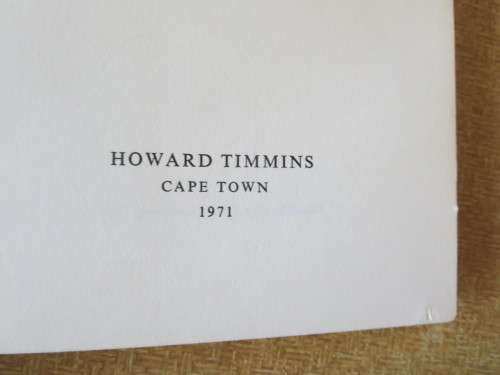 HOWARD TIMMINS
CAPE TOWN
1971